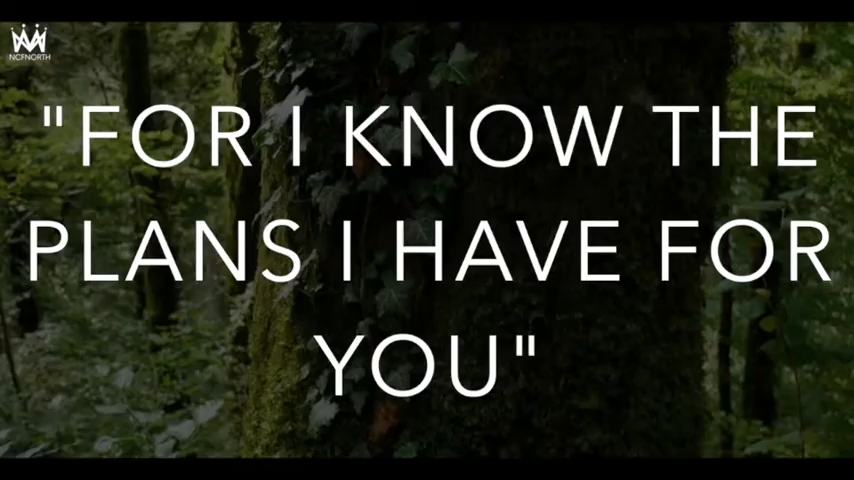 NCFNORTH
"FOR I KNOW THE
PLANS I HAVE FOR
YOU"